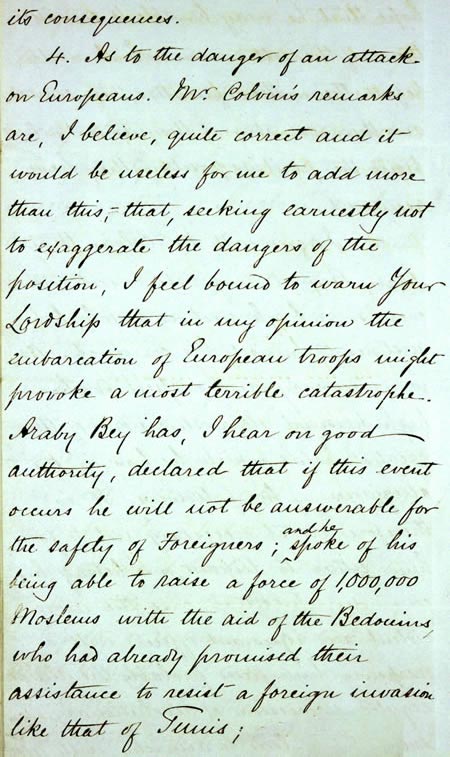 its consequences.
4. As to the danger of an attack
on Europeans. Mr. Colvin's remarks
are, I believe, quite correct and it
would be useless for me to add more
than this,- that, seeking earnestly not
to exaggerate the dangers of the
position, I feel bound to warn Your
Lordship that in my opinion the
embarcation of European troops might
provoke a most terrible catastrophe.
Araby Bey has, I hear on good
authority, declared that if this event
occurs he will not be answerable for
the safety of Foreigners; and he spoke of his
being able to raise a force of 1,000,000
Moslems with the aid of the Bedouins,
who had already promised their
assistance to resist a foreign invasion
like that of Tunis;